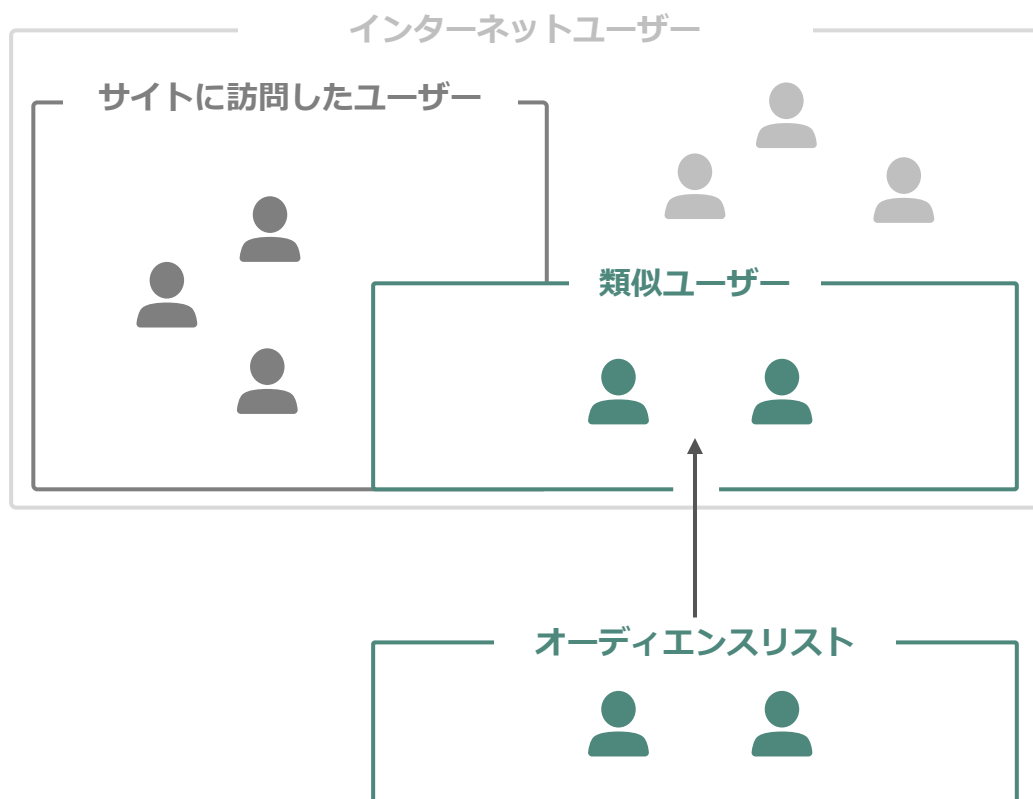 インターネットユーザー
サイトに訪問したユーザー
類似ユーザー
オーディエンスリスト